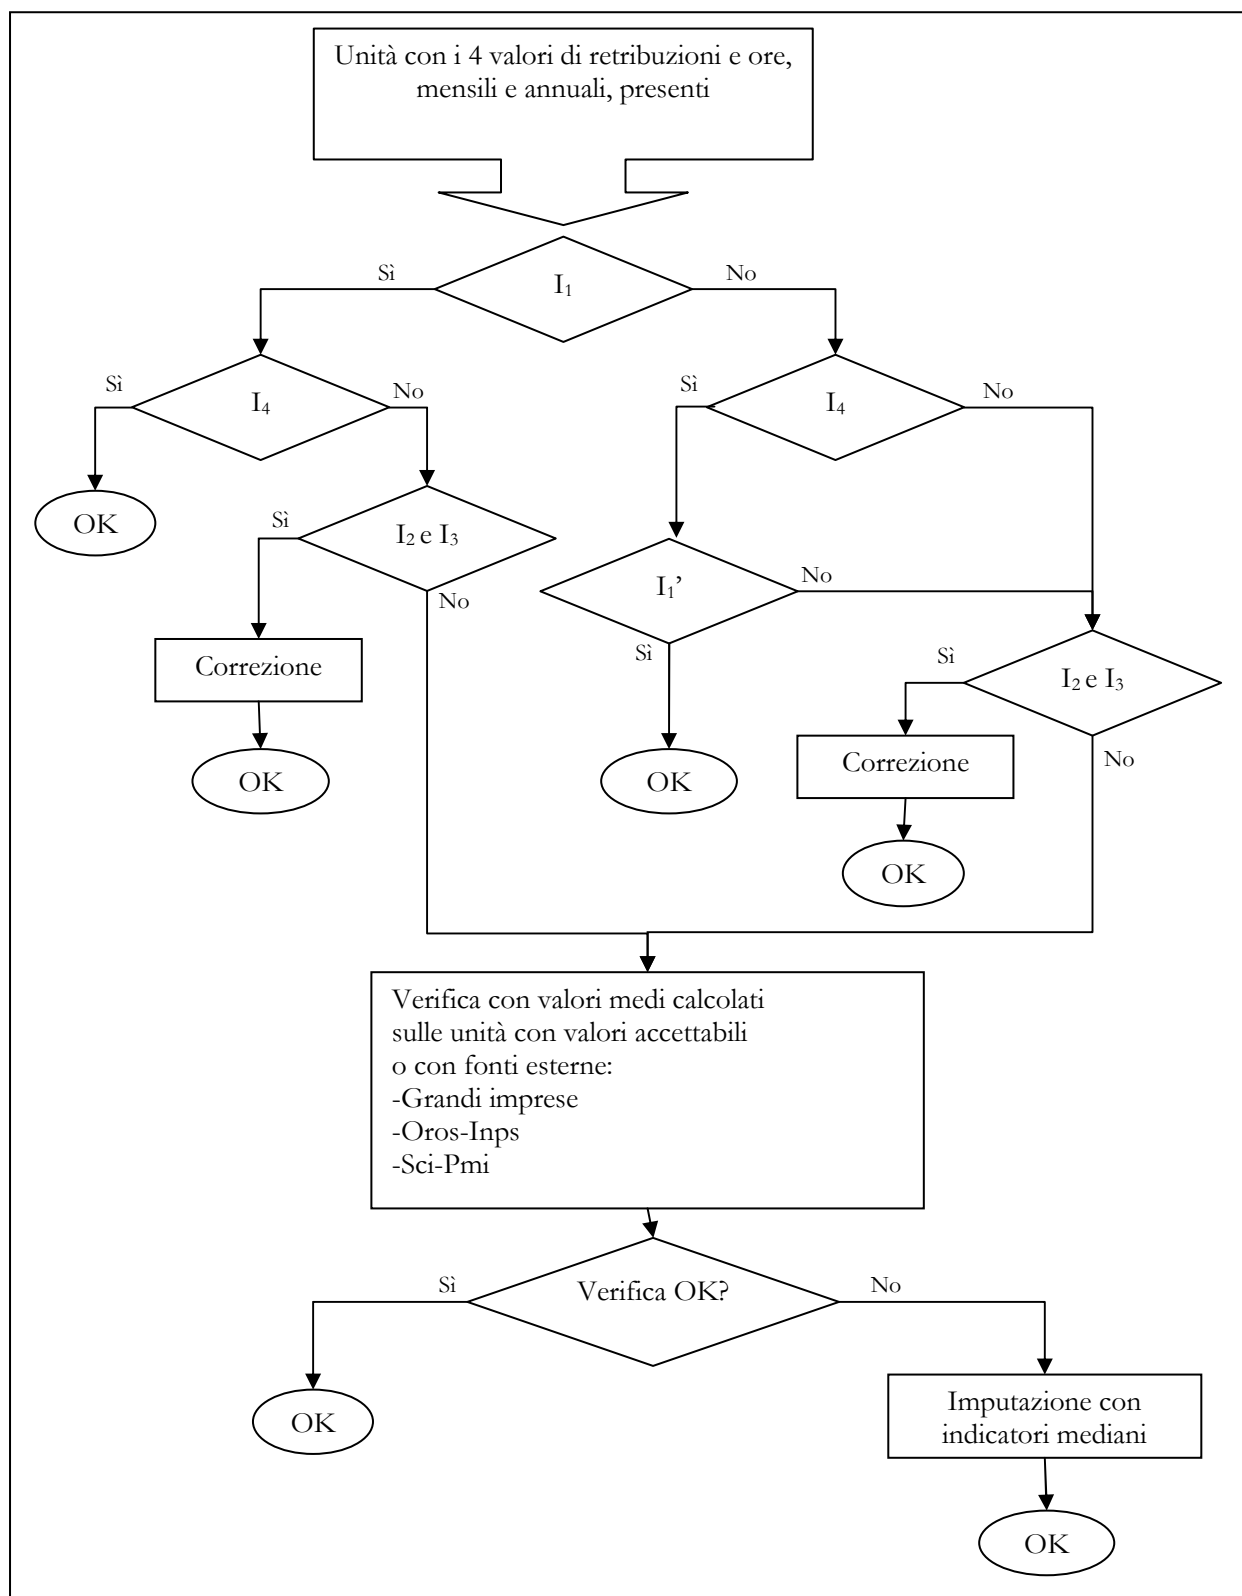 Unità con i 4 valori di retribuzioni e ore,
mensili e annuali, presenti
Sì
I₁
No
Sì
I₄
No
Sì
I₄
No
OK
Sì
I₂ e I₃
No
I₁’
No
Sì
Correzione
OK
Sì
I₂ e I₃
No
OK
Correzione
OK
Verifica con valori medi calcolati
sulle unità con valori accettabili
o con fonti esterne:
-Grandi imprese
-Oros-Inps
-Sci-Pmi
Sì
Verifica OK?
No
OK
Imputazione con
indicatori mediani
OK